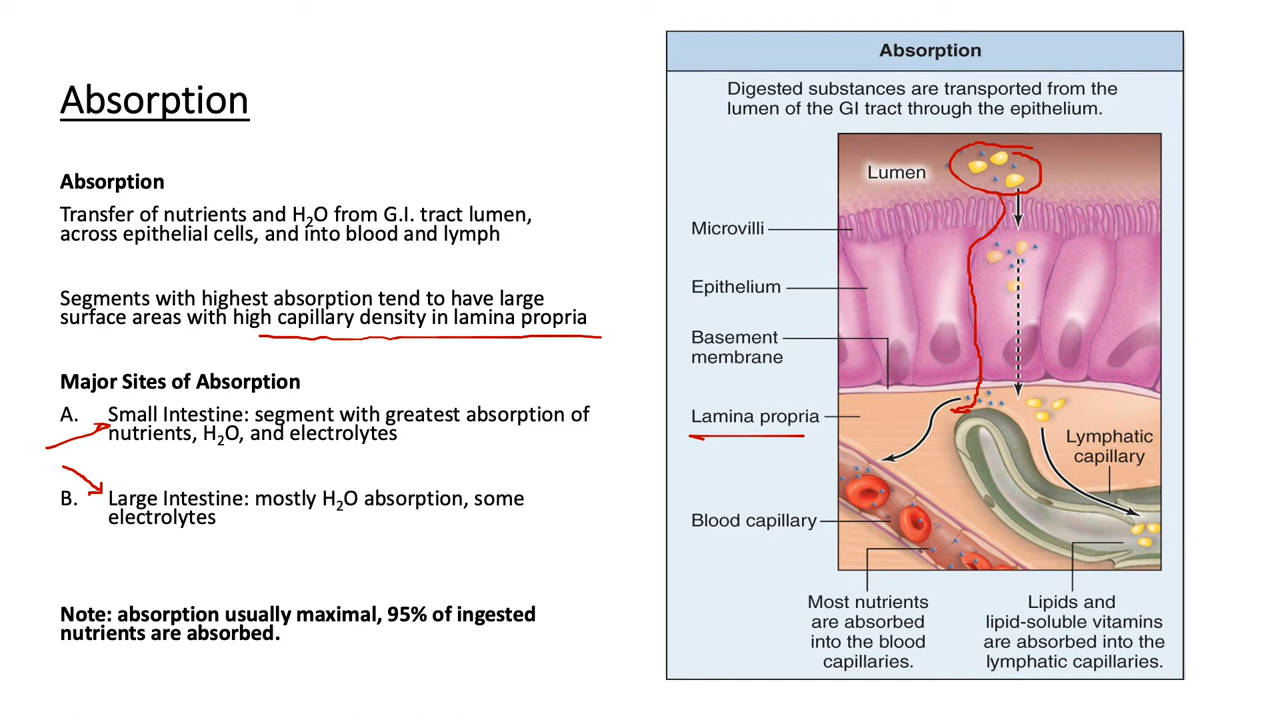 Absorption
Absorption
Transfer of nutrients and H₂O from G.I. tract lumen,
across epithelial cells, and into blood and lymph
Segments with highest absorption tend to have large
surface areas with high capillary density in lamina propria
Major Sites of Absorption
A. Small Intestine: segment with greatest absorption of
nutrients, H₂O, and electrolytes
B. Large Intestine: mostly H₂O absorption, some
electrolytes
Note: absorption usually maximal, 95% of ingested
nutrients are absorbed.
Absorption
Digested substances are transported from the
lumen of the GI tract through the epithelium.
Lumen
Microvilli
Epithelium
Basement
membrane
Lamina propria
Lymphatic
capillary
Blood capillary
Most nutrients
are absorbed
into the blood
capillaries.
Lipids and
lipid-soluble vitamins
are absorbed into the
lymphatic capillaries.